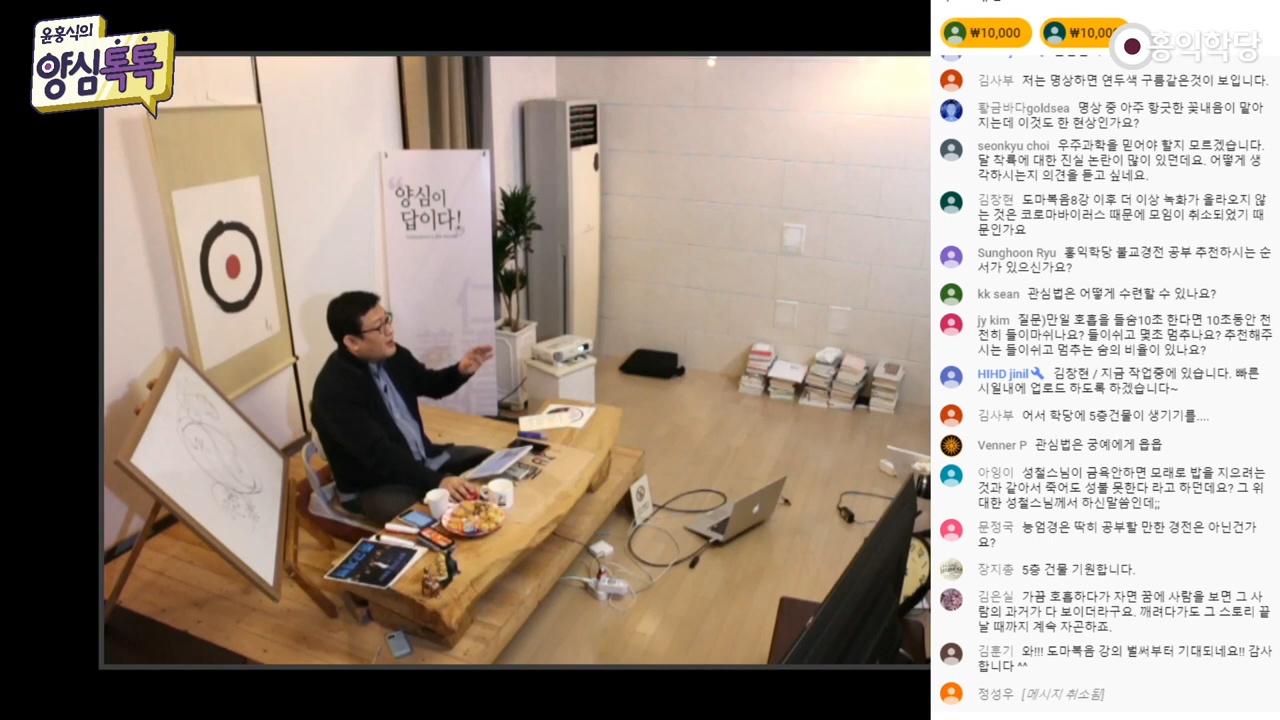 윤홍식의
양심톡톡
양심이
답이다!
₩10,000
₩10,000
홍익학당
김사부 저는 명상하면 연두색 구름같은것이 보입니다.
황금바다goldsea 명상 중 아주 향긋한 꽃내음이 맡아
지는데 이것도 한 현상인가요?
seonkyu choi 우주과학을 믿어야 할지 모르겠습니다.
달 착륙에 대한 진실 논란이 많이 있던데요. 어떻게 생
각하시는지 의견을 듣고 싶네요.
김창현 도마복음8강 이후 더 이상 녹화가 올라오지 않
는 것은 코로마바이러스 때문에 모임이 취소되었기 때
문인가요
Sunghoon Ryu 홍익학당 불교경전 공부 추천하시는 순
서가 있으신가요?
kk sean 관심법은 어떻게 수련할 수 있나요?
jy kim 질문)만일 호흡을 들숨10초 한다면 10초동안 천
천히 들이마쉬나요? 들이쉬고 몇초 멈추나요? 추천해주
시는 들이쉬고 멈추는 숨의 비율이 있나요?
HIHD jinil 김창현 / 지금 작업중에 있습니다. 빠른
시일내에 업로드 하도록 하겠습니다~
김사부 어서 학당에 5층건물이 생기기를....
Venner P 관심법은 궁예에게 읍읍
아잉이 성철스님이 금욕안하면 모래로 밥을 지으려는
것과 같아서 죽어도 성불 못한다 라고 하던데요? 그 위
대한 성철스님께서 하신말씀인데;;
문정국 능엄경은 딱히 공부할 만한 경전은 아닌건가
요?
장지총 5층 건물 기원합니다.
김은실 가끔 호흡하다가 자면 꿈에 사람을 보면 그 사
람의 과거가 다 보이더라구요. 깨려다가도 그 스토리 끝
날 때까지 계속 자곤하죠.
김훈기 와!!! 도마복음 강의 벌써부터 기대되네요!! 감사
합니다 ^^
정성우 [메시지 취소됨]